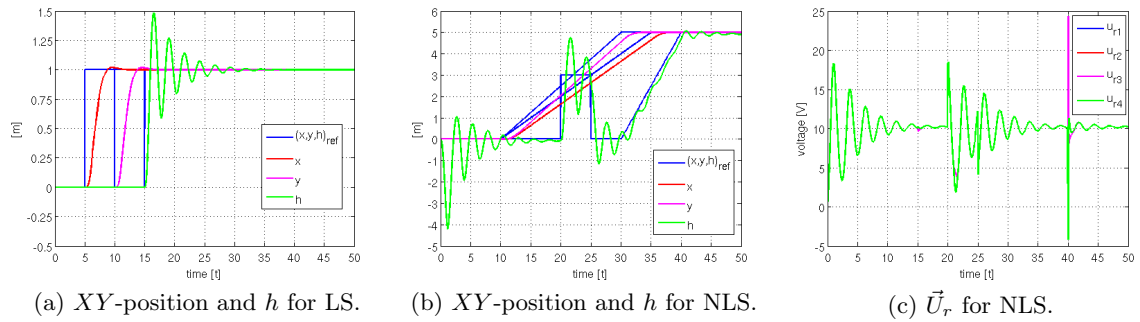 1.5
1.25
1
0.75
0.5
0.25
0
-0.25
-0.5
[m]
0 5 10 15 20 25 30 35 40 45 50
time [t]
(x,y,h)ref
x
y
h
(a) XY-position and h for LS.
6
5
4
3
2
1
0
-1
-2
-3
-4
-5
[m]
0 5 10 15 20 25 30 35 40 45 50
time [t]
(x,y,h)ref
x
y
h
(b) XY-position and h for NLS.
25
20
15
10
5
0
-5
voltage [V]
0 5 10 15 20 25 30 35 40 45 50
time [t]
ur1
ur2
ur3
ur4
(c) U⃗r for NLS.